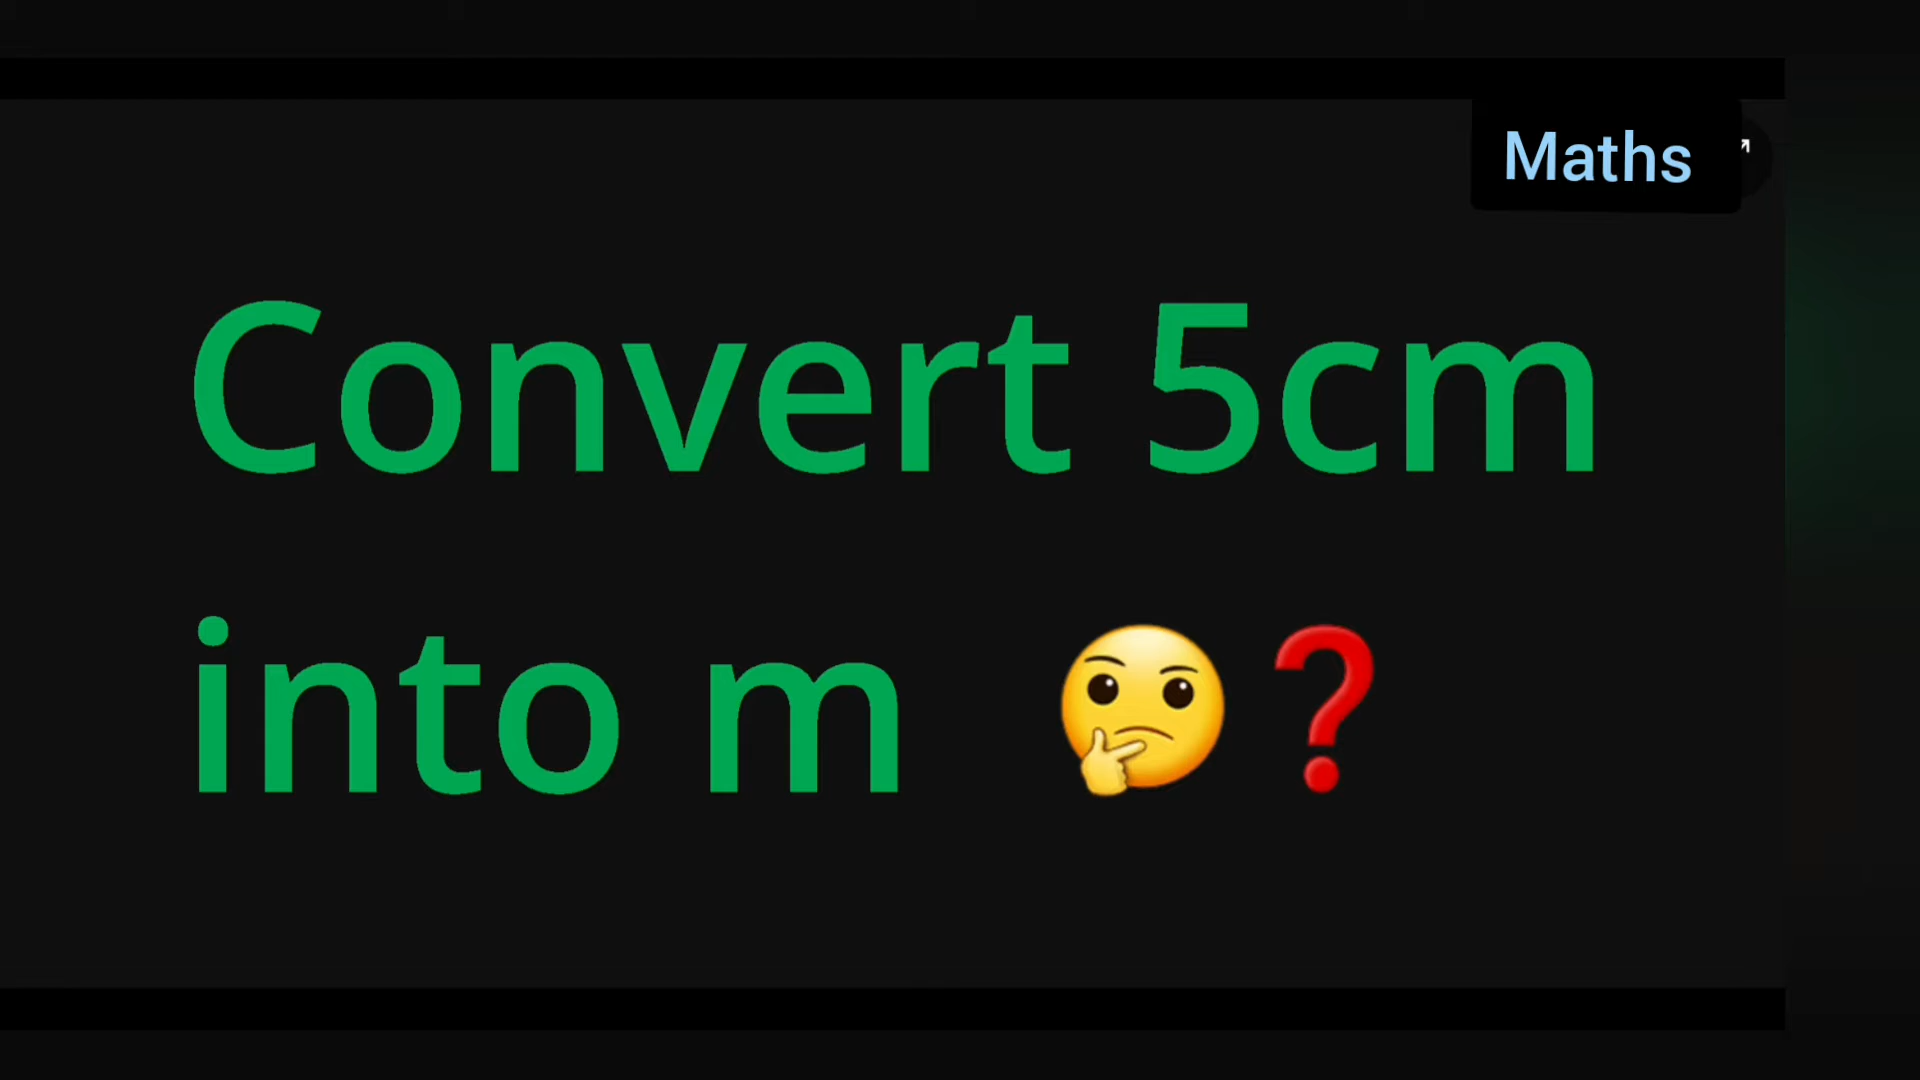 Maths
Convert 5cm
into m 🤔❓